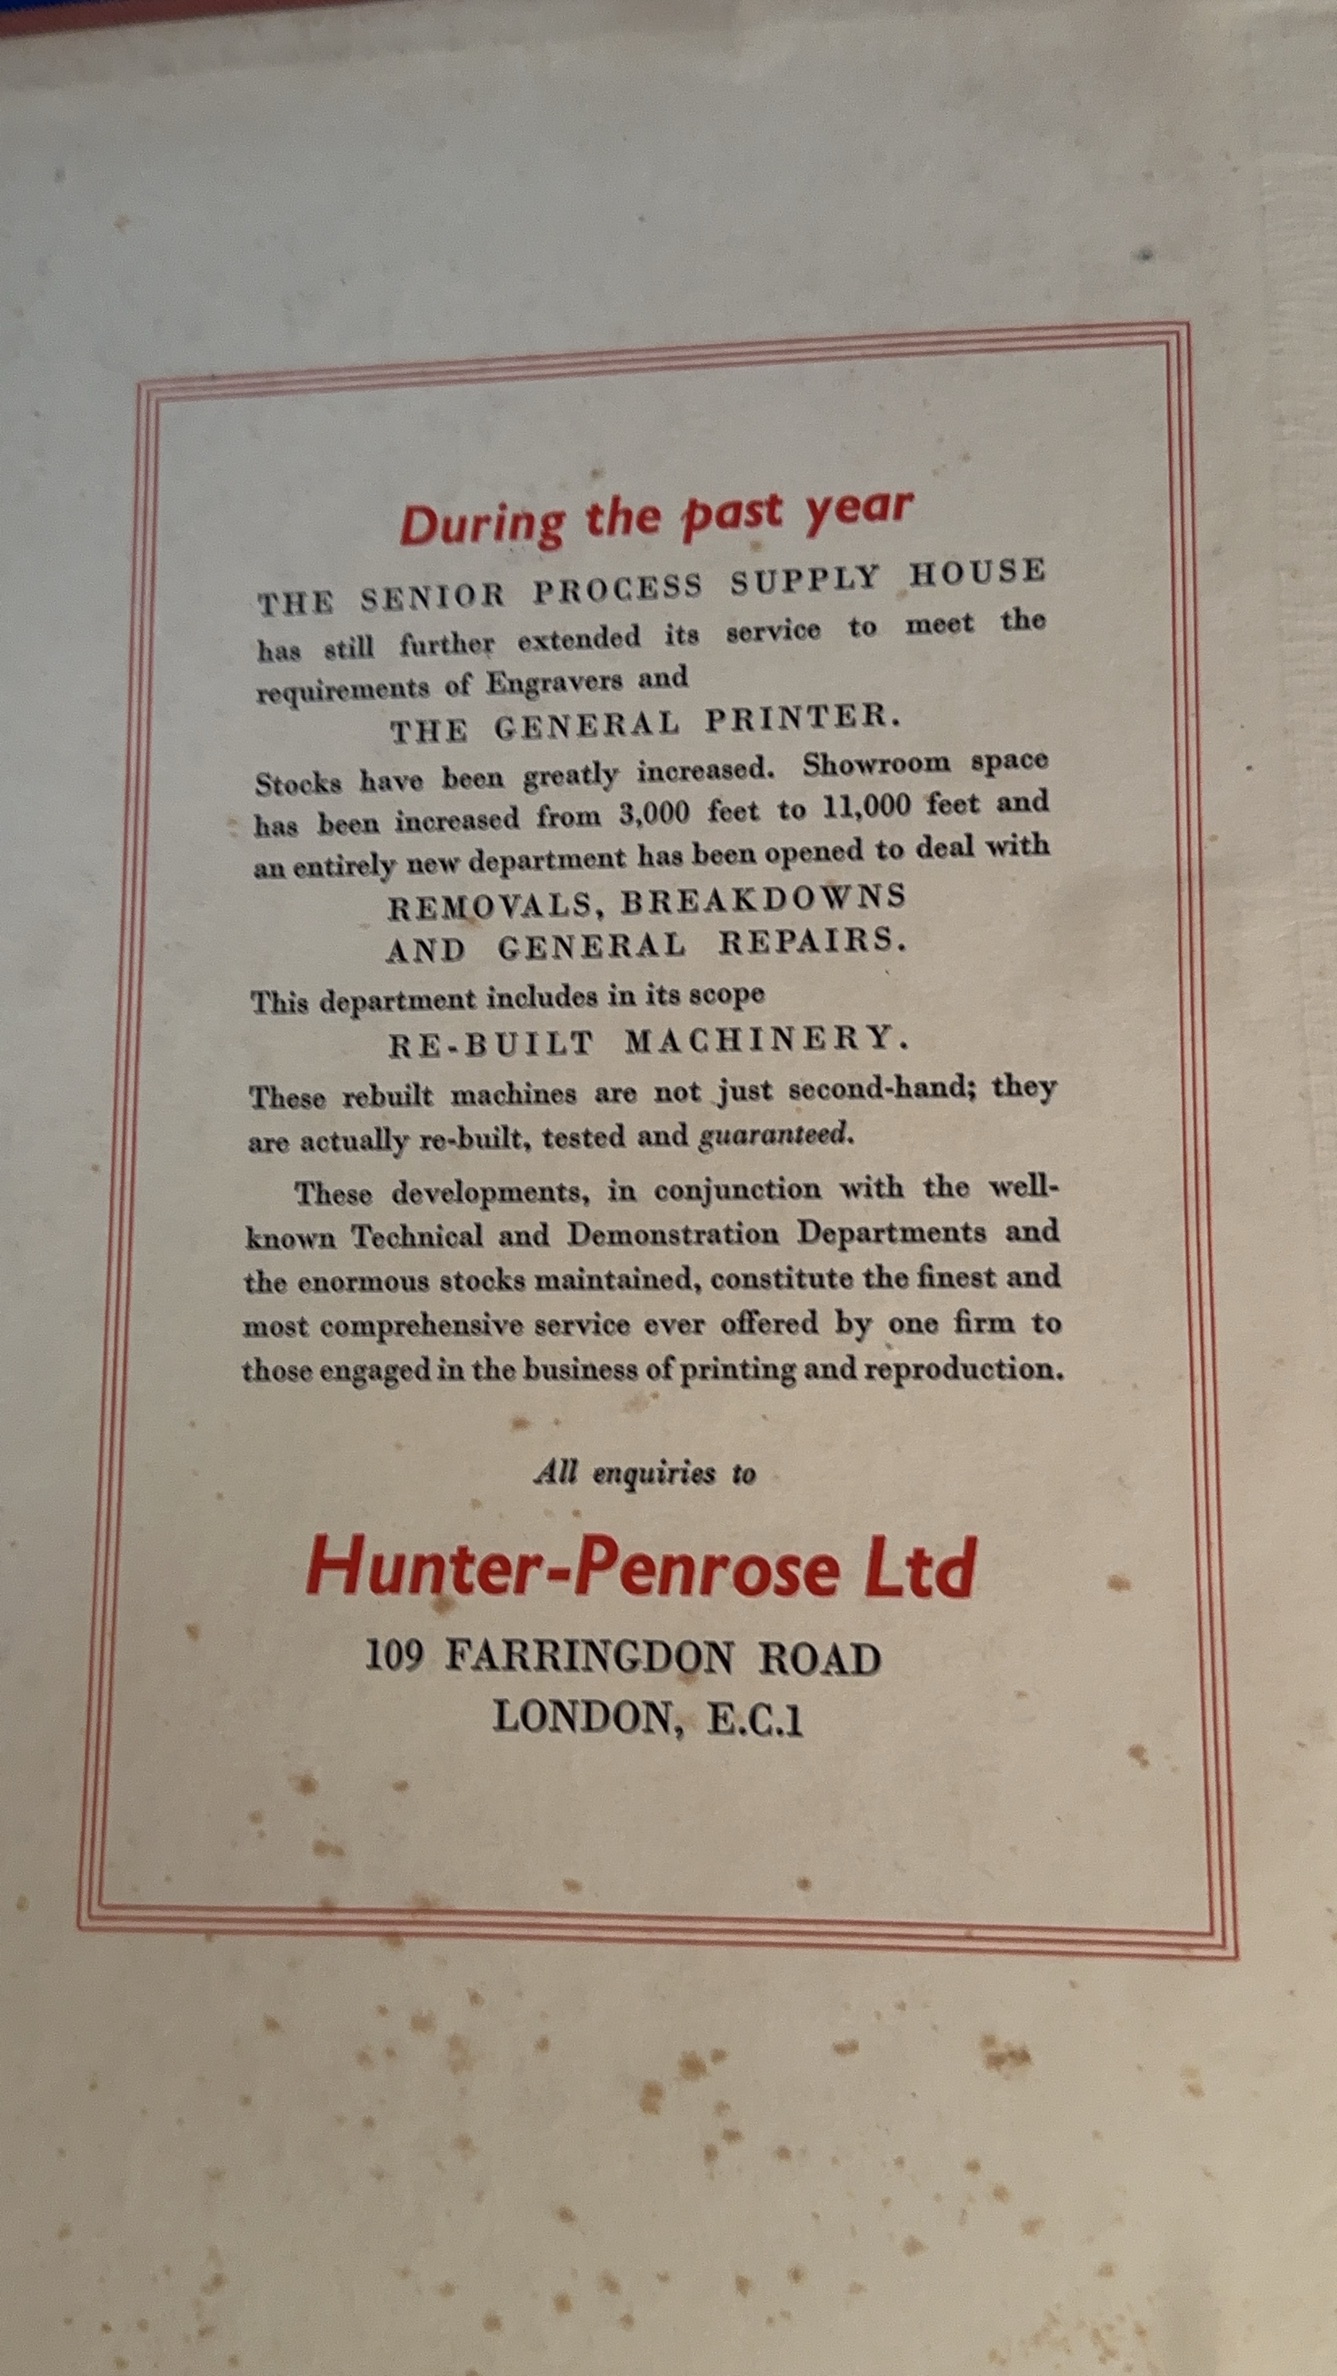 During the past year
THE SENIOR PROCESS SUPPLY HOUSE
has still further extended its service to meet the
requirements of Engravers and
THE GENERAL PRINTER.
Stocks have been greatly increased. Showroom space
has been increased from 3,000 feet to 11,000 feet and
an entirely new department has been opened to deal with
REMOVALS, BREAKDOWNS
AND GENERAL REPAIRS.
This department includes in its scope
RE-BUILT MACHINERY.
These rebuilt machines are not just second-hand; they
are actually re-built, tested and guaranteed.
These developments, in conjunction with the well-
known Technical and Demonstration Departments and
the enormous stocks maintained, constitute the finest and
most comprehensive service ever offered by one firm to
those engaged in the business of printing and reproduction.
All enquiries to
Hunter-Penrose Ltd
109 FARRINGDON ROAD
LONDON, E.C.1